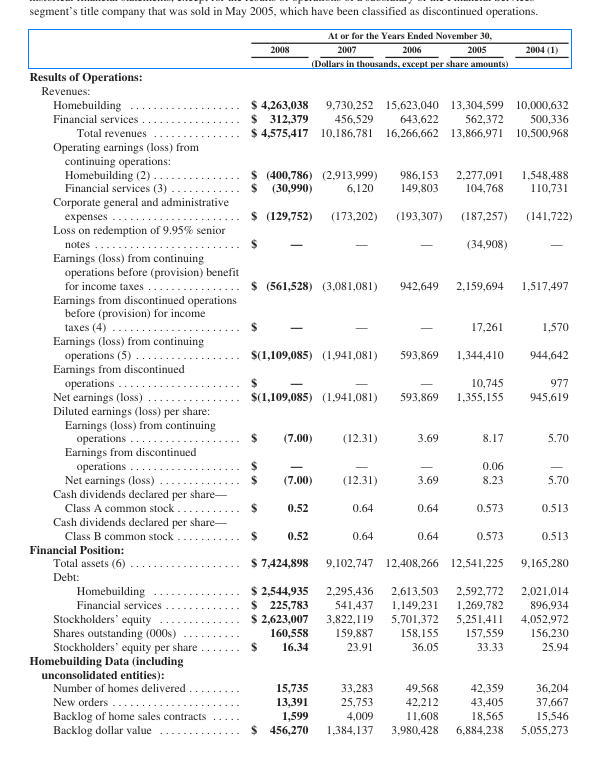 segment's title company that was sold in May 2005, which have been classified as discontinued operations.
At or for the Years Ended November 30,
2008 2007 2006 2005 2004 (1)
(Dollars in thousands, except per share amounts)
Results of Operations:
Revenues:
Homebuilding .................. $ 4,263,038 9,730,252 15,623,040 13,304,599 10,000,632
Financial services .............. $ 312,379 456,529 643,622 562,372 500,336
Total revenues .............. $ 4,575,417 10,186,781 16,266,662 13,866,971 10,500,968
Operating earnings (loss) from
continuing operations:
Homebuilding (2) .............. $ (400,786) (2,913,999) 986,153 2,277,091 1,548,488
Financial services (3) ........... $ (30,990) 6,120 149,803 104,768 110,731
Corporate general and administrative
expenses ...................... $ (129,752) (173,202) (193,307) (187,257) (141,722)
Loss on redemption of 9.95% senior
notes ......................... $ — — — (34,908) —
Earnings (loss) from continuing
operations before (provision) benefit
for income taxes ................ $ (561,528) (3,081,081) 942,649 2,159,694 1,517,497
Earnings from discontinued operations
before (provision) for income
taxes (4) ...................... $ — — — 17,261 1,570
Earnings (loss) from continuing
operations (5) .................. $(1,109,085) (1,941,081) 593,869 1,344,410 944,642
Earnings from discontinued
operations ..................... $ — — — 10,745 977
Net earnings (loss) ................ $(1,109,085) (1,941,081) 593,869 1,355,155 945,619
Diluted earnings (loss) per share:
Earnings (loss) from continuing
operations ................... $ (7.00) (12.31) 3.69 8.17 5.70
Earnings from discontinued
operations ................... $ — — — 0.06 —
Net earnings (loss) .............. $ (7.00) (12.31) 3.69 8.23 5.70
Cash dividends declared per share—
Class A common stock ........... $ 0.52 0.64 0.64 0.573 0.513
Cash dividends declared per share—
Class B common stock ........... $ 0.52 0.64 0.64 0.573 0.513
Financial Position:
Total assets (6) ................... $ 7,424,898 9,102,747 12,408,266 12,541,225 9,165,280
Debt:
Homebuilding ............... $ 2,544,935 2,295,436 2,613,503 2,592,772 2,021,014
Financial services ............. $ 225,783 541,437 1,149,231 1,269,782 896,934
Stockholders' equity .............. $ 2,623,007 3,822,119 5,701,372 5,251,411 4,052,972
Shares outstanding (000s) .......... 160,558 159,887 158,155 157,559 156,230
Stockholders' equity per share ....... $ 16.34 23.91 36.05 33.33 25.94
Homebuilding Data (including
unconsolidated entities):
Number of homes delivered ......... 15,735 33,283 49,568 42,359 36,204
New orders ...................... 13,391 25,753 42,212 43,405 37,667
Backlog of home sales contracts ..... 1,599 4,009 11,608 18,565 15,546
Backlog dollar value ............... $ 456,270 1,384,137 3,980,428 6,884,238 5,055,273